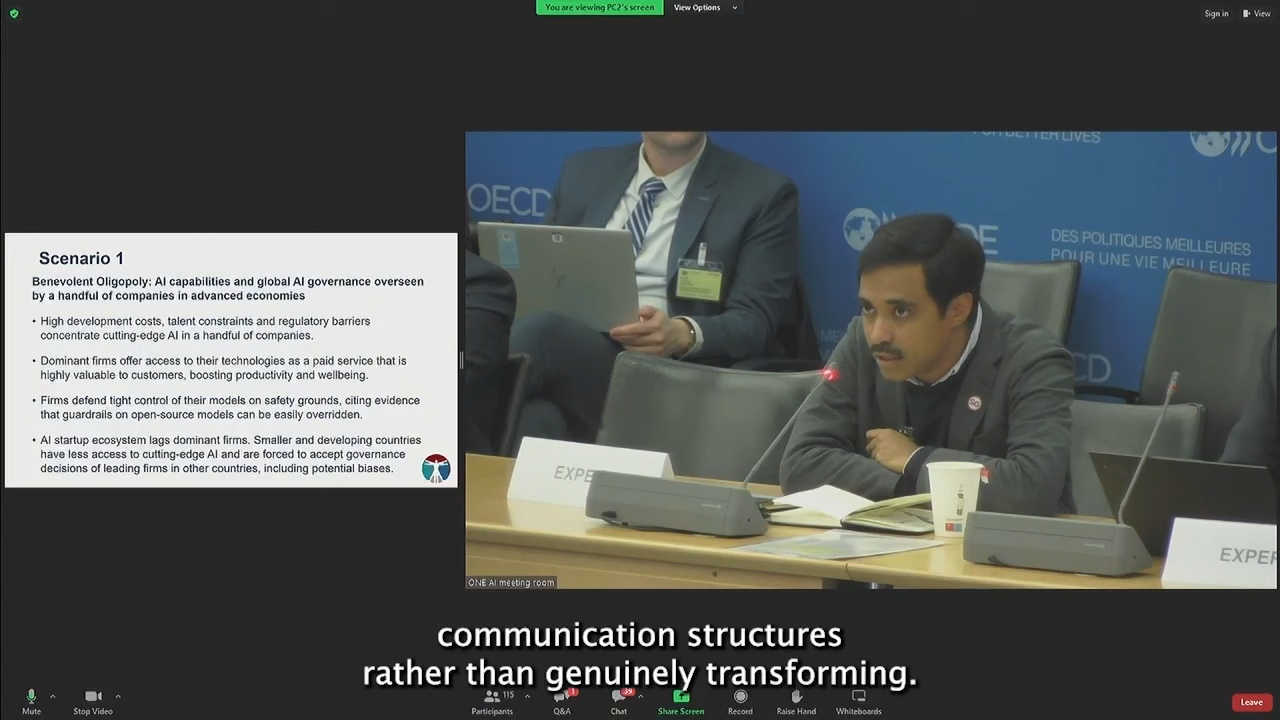 You are viewing PC2's screen
View Options
Sign in
View
Scenario 1
Benevolent Oligopoly: AI capabilities and global AI governance overseen
by a handful of companies in advanced economies
• High development costs, talent constraints and regulatory barriers
concentrate cutting-edge AI in a handful of companies.
• Dominant firms offer access to their technologies as a paid service that is
highly valuable to customers, boosting productivity and wellbeing.
• Firms defend tight control of their models on safety grounds, citing evidence
that guardrails on open-source models can be easily overridden.
• AI startup ecosystem lags dominant firms. Smaller and developing countries
have less access to cutting-edge AI and are forced to accept governance
decisions of leading firms in other countries, including potential biases.
FOR BETTER LIVES
OECD
DES POLITIQUES MEILLEURES
POUR UNE VIE MEILLEURE
OECD
EXPE
EXPER
ONE AI meeting room
communication structures
rather than genuinely transforming.
Mute
Stop Video
Participants
115
Q&A
1
Chat
39
Share Screen
Record
Raise Hand
Whiteboards
Leave